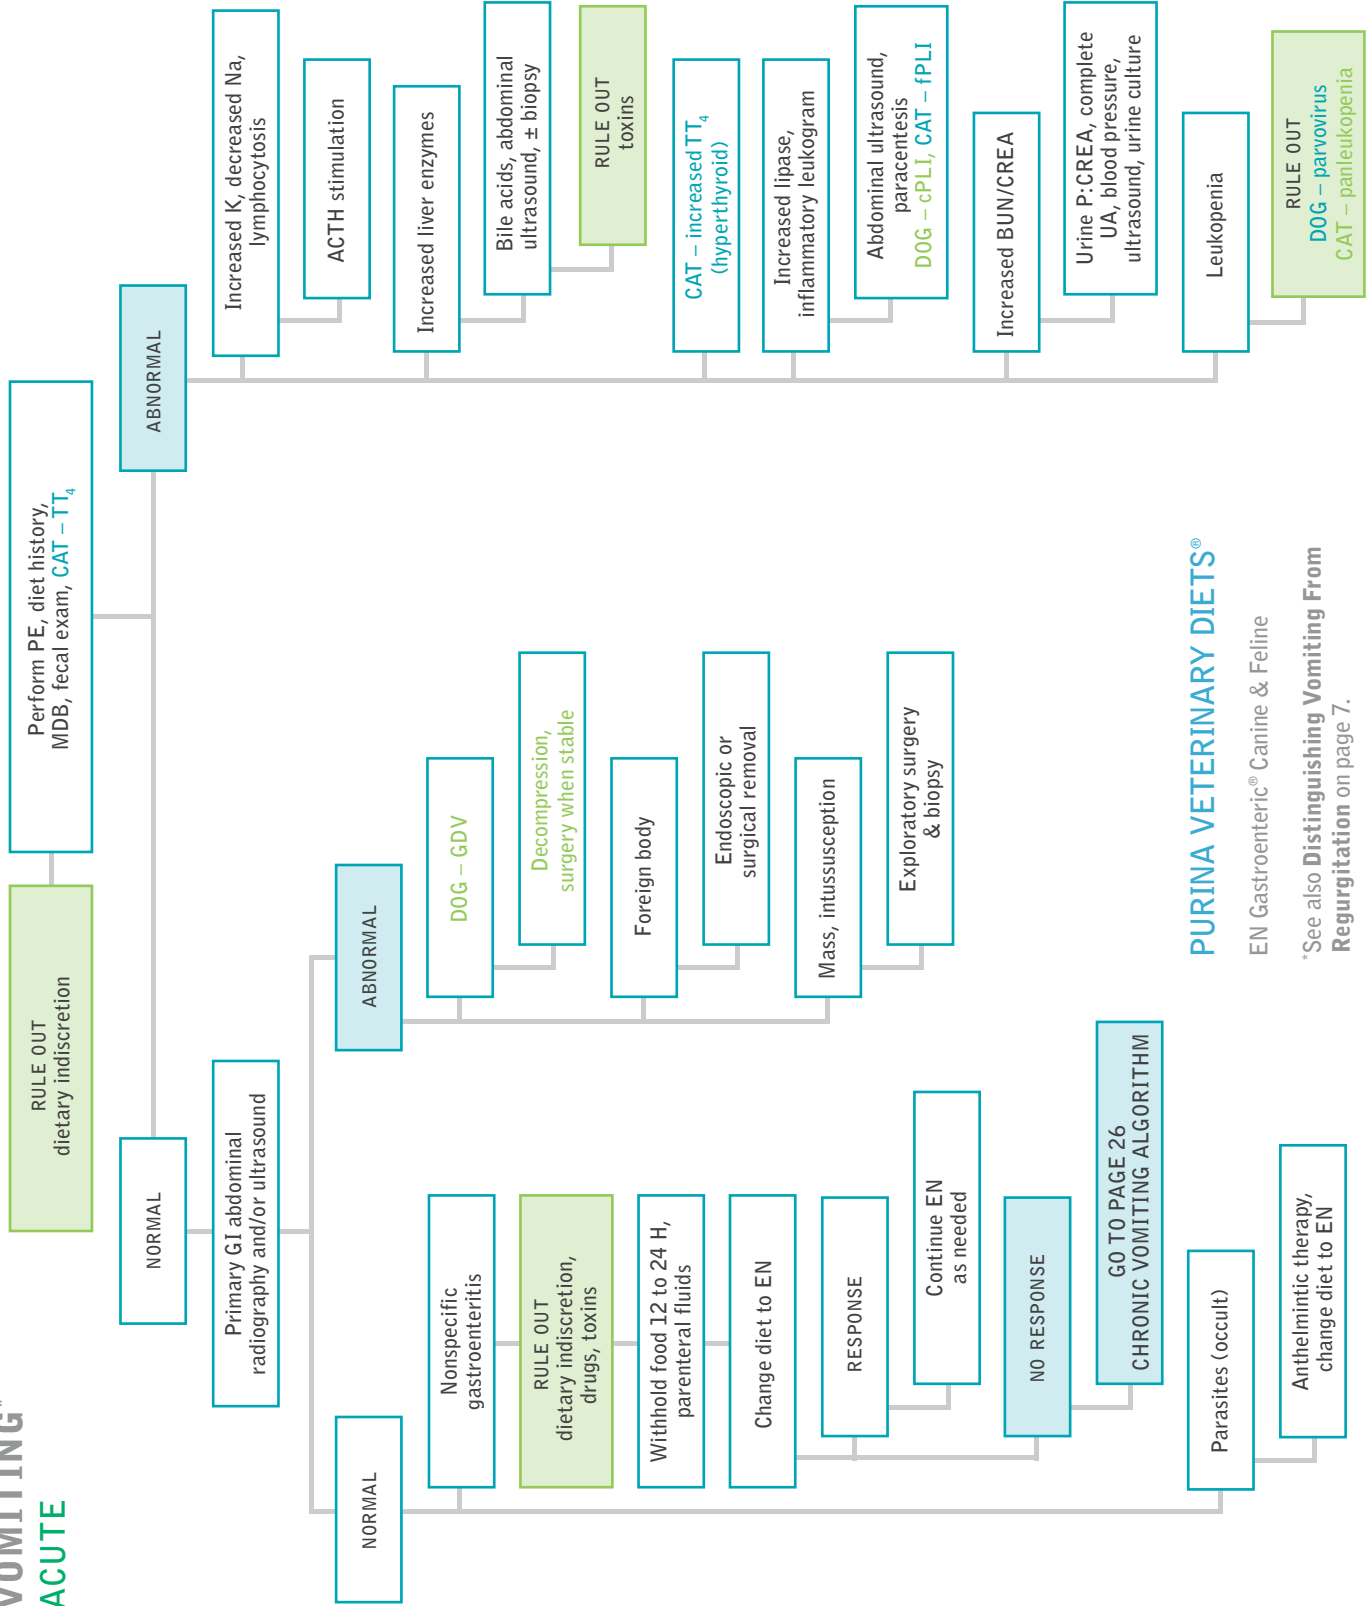 VOMITING*
ACUTE
RULE OUT
dietary indiscretion
Perform PE, diet history,
MDB, fecal exam, CAT – TT4
NORMAL
Primary GI abdominal
radiography and/or ultrasound
NORMAL
Nonspecific
gastroenteritis
RULE OUT
dietary indiscretion,
drugs, toxins
Withhold food 12 to 24 H,
parenteral fluids
Change diet to EN
RESPONSE
Continue EN
as needed
NO RESPONSE
GO TO PAGE 26
CHRONIC VOMITING ALGORITHM
Parasites (occult)
Anthelmintic therapy,
change diet to EN
ABNORMAL
DOG – GDV
Decompression,
surgery when stable
Foreign body
Endoscopic or
surgical removal
Mass, intussusception
Exploratory surgery
& biopsy
ABNORMAL
Increased K, decreased Na,
lymphocytosis
ACTH stimulation
Increased liver enzymes
Bile acids, abdominal
ultrasound, ± biopsy
RULE OUT
toxins
CAT – increased TT4
(hyperthyroid)
Increased lipase,
inflammatory leukogram
Abdominal ultrasound,
paracentesis
DOG – cPLI, CAT – fPLI
Increased BUN/CREA
Urine P:CREA, complete
UA, blood pressure,
ultrasound, urine culture
Leukopenia
RULE OUT
DOG – parvovirus
CAT – panleukopenia
PURINA VETERINARY DIETS®
EN Gastroenteric® Canine & Feline
*See also Distinguishing Vomiting From
Regurgitation on page 7.